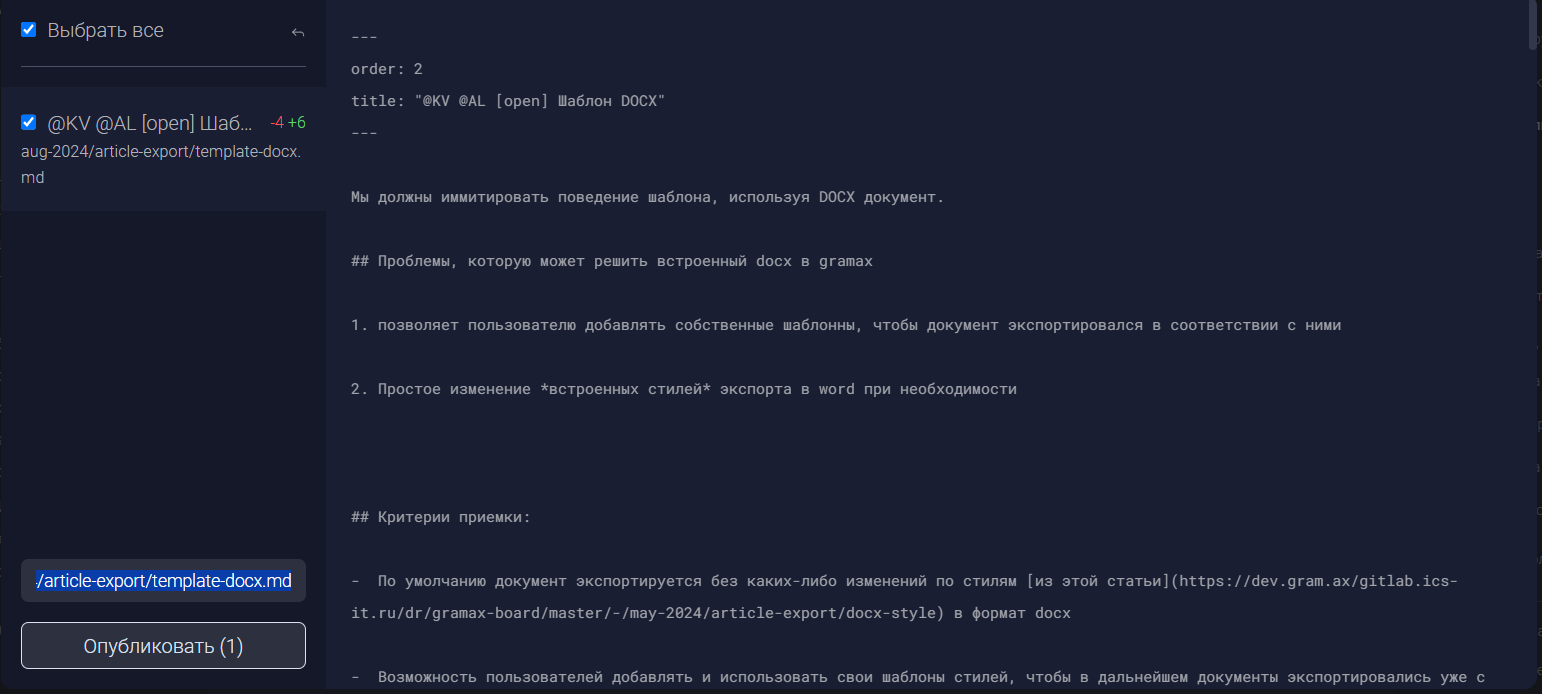 Выбрать все
@KV @AL [open] Шаб... -4 +6
aug-2024/article-export/template-docx.
md
/article-export/template-docx.md
Опубликовать (1)
---
order: 2
title: "@KV @AL [open] Шаблон DOCX"
---
Мы должны иммитировать поведение шаблона, используя DOCX документ.
## Проблемы, которую может решить встроенный docx в gramax
1. позволяет пользователю добавлять собственные шаблонны, чтобы документ экспортировался в соответствии с ними
2. Простое изменение *встроенных стилей* экспорта в word при необходимости
## Критерии приемки:
- По умолчанию документ экспортируется без каких-либо изменений по стилям [из этой статьи](https://dev.gram.ax/gitlab.ics-
it.ru/dr/gramax-board/master/-/may-2024/article-export/docx-style) в формат docx
- Возможность пользователей добавлять и использовать свои шаблоны стилей, чтобы в дальнейшем документы экспортировались уже с